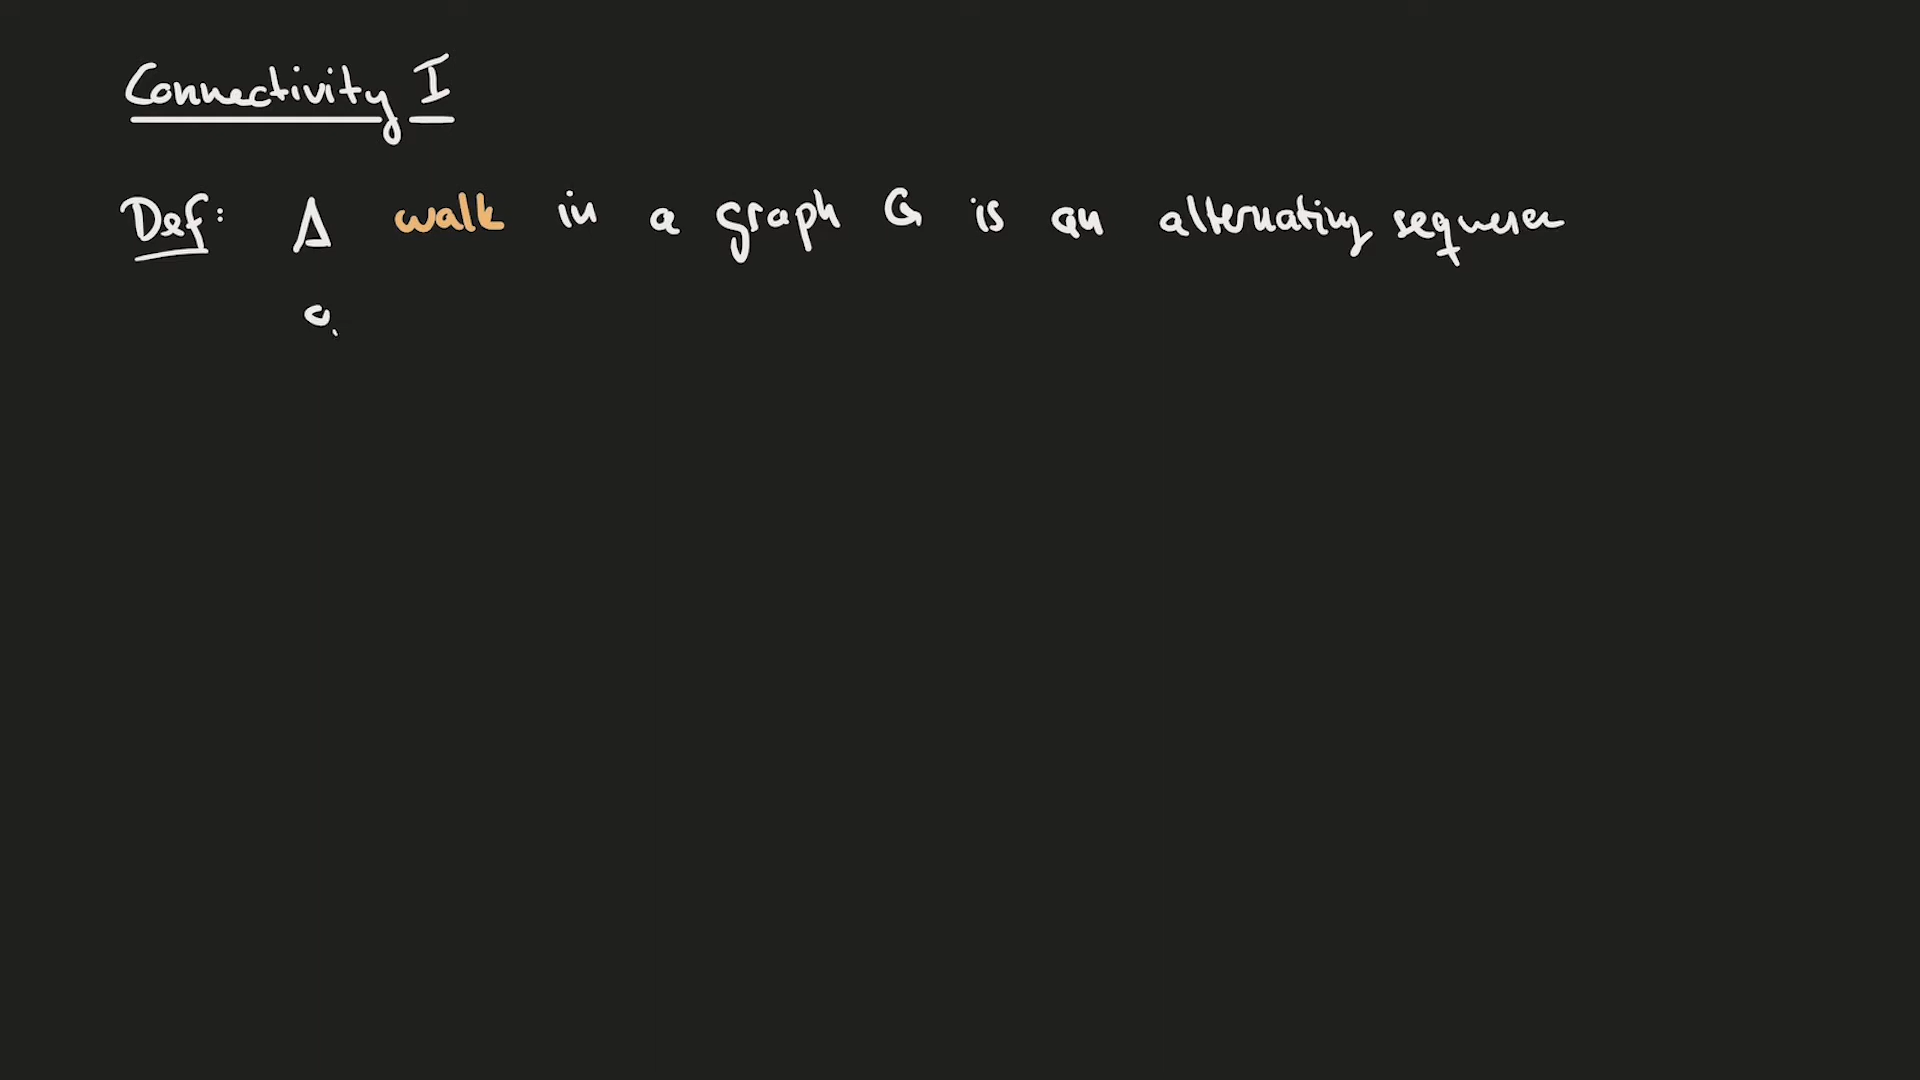 Connectivity I
Def: A walk in a graph G is an alternating sequence